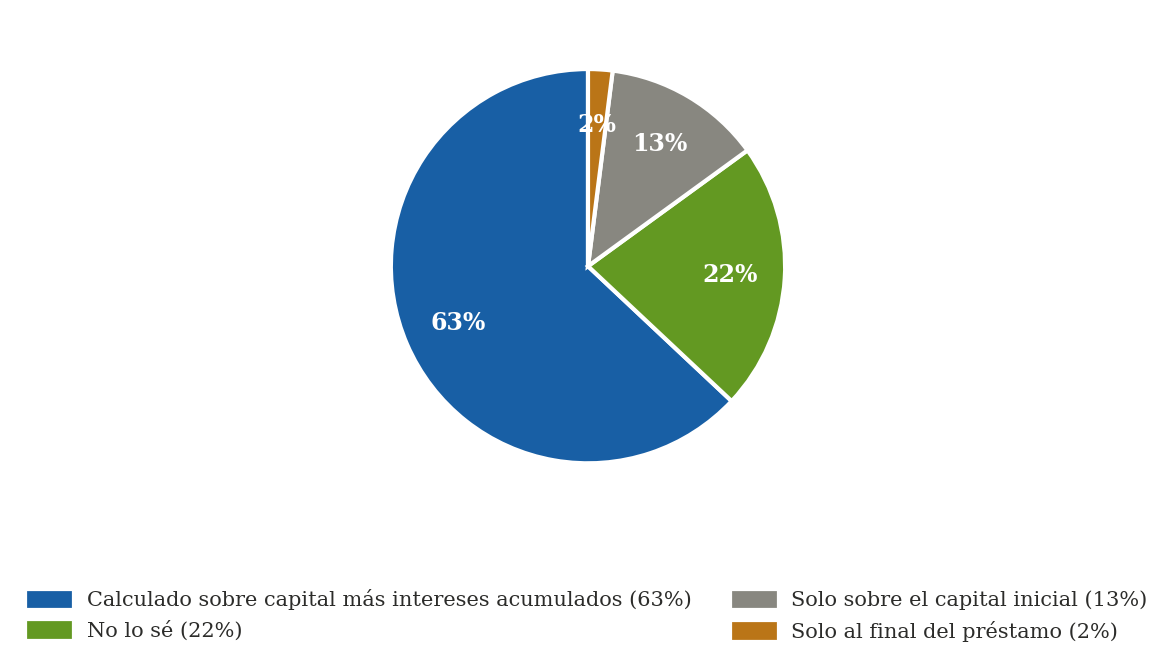 2%
13%
22%
63%
Calculado sobre capital más intereses acumulados (63%)
No lo sé (22%)
Solo sobre el capital inicial (13%)
Solo al final del préstamo (2%)